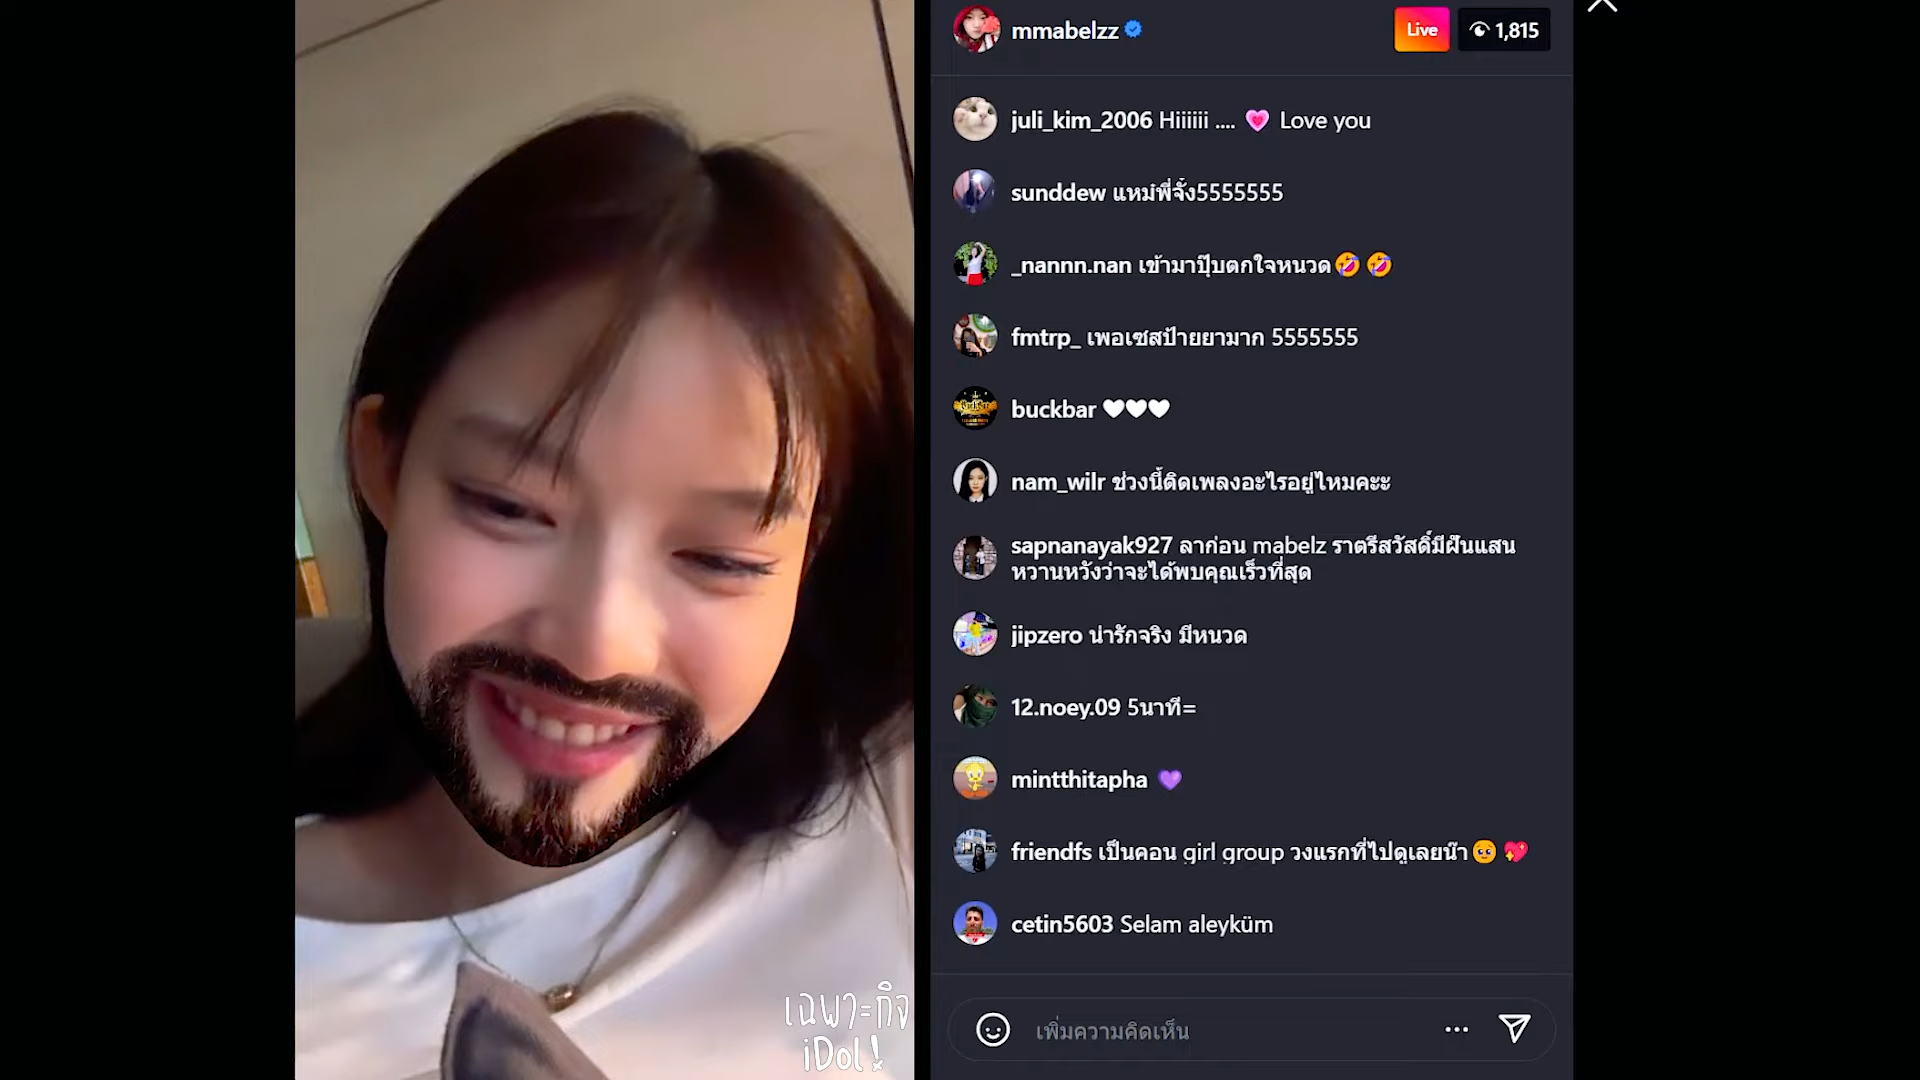 mmabelzz
Live
1,815
juli_kim_2006 Hiiiiii .... 💗 Love you
sunddew แหม่พี่จั๋ง5555555
_nannn.nan เข้ามาปุ๊บตกใจหนวด🤣 🤣
fmtrp_ เพอเซสป้ายยามาก 5555555
buckbar 🤍🤍🤍
nam_wilr ช่วงนี้ติดเพลงอะไรอยู่ไหมคะะ
sapnanayak927 ลาก่อน mabelz ราตรีสวัสดิ์มีฝันแสน
หวานหวังว่าจะได้พบคุณเร็วที่สุด
jipzero น่ารักจริง มีหนวด
12.noey.09 5นาที=
mintthitapha 💜
friendfs เป็นคอน girl group วงแรกที่ไปดูเลยน๊า🥺 💖
cetin5603 Selam aleyküm
เพิ่มความคิดเห็น
เฉพาะกิจ
iDol!